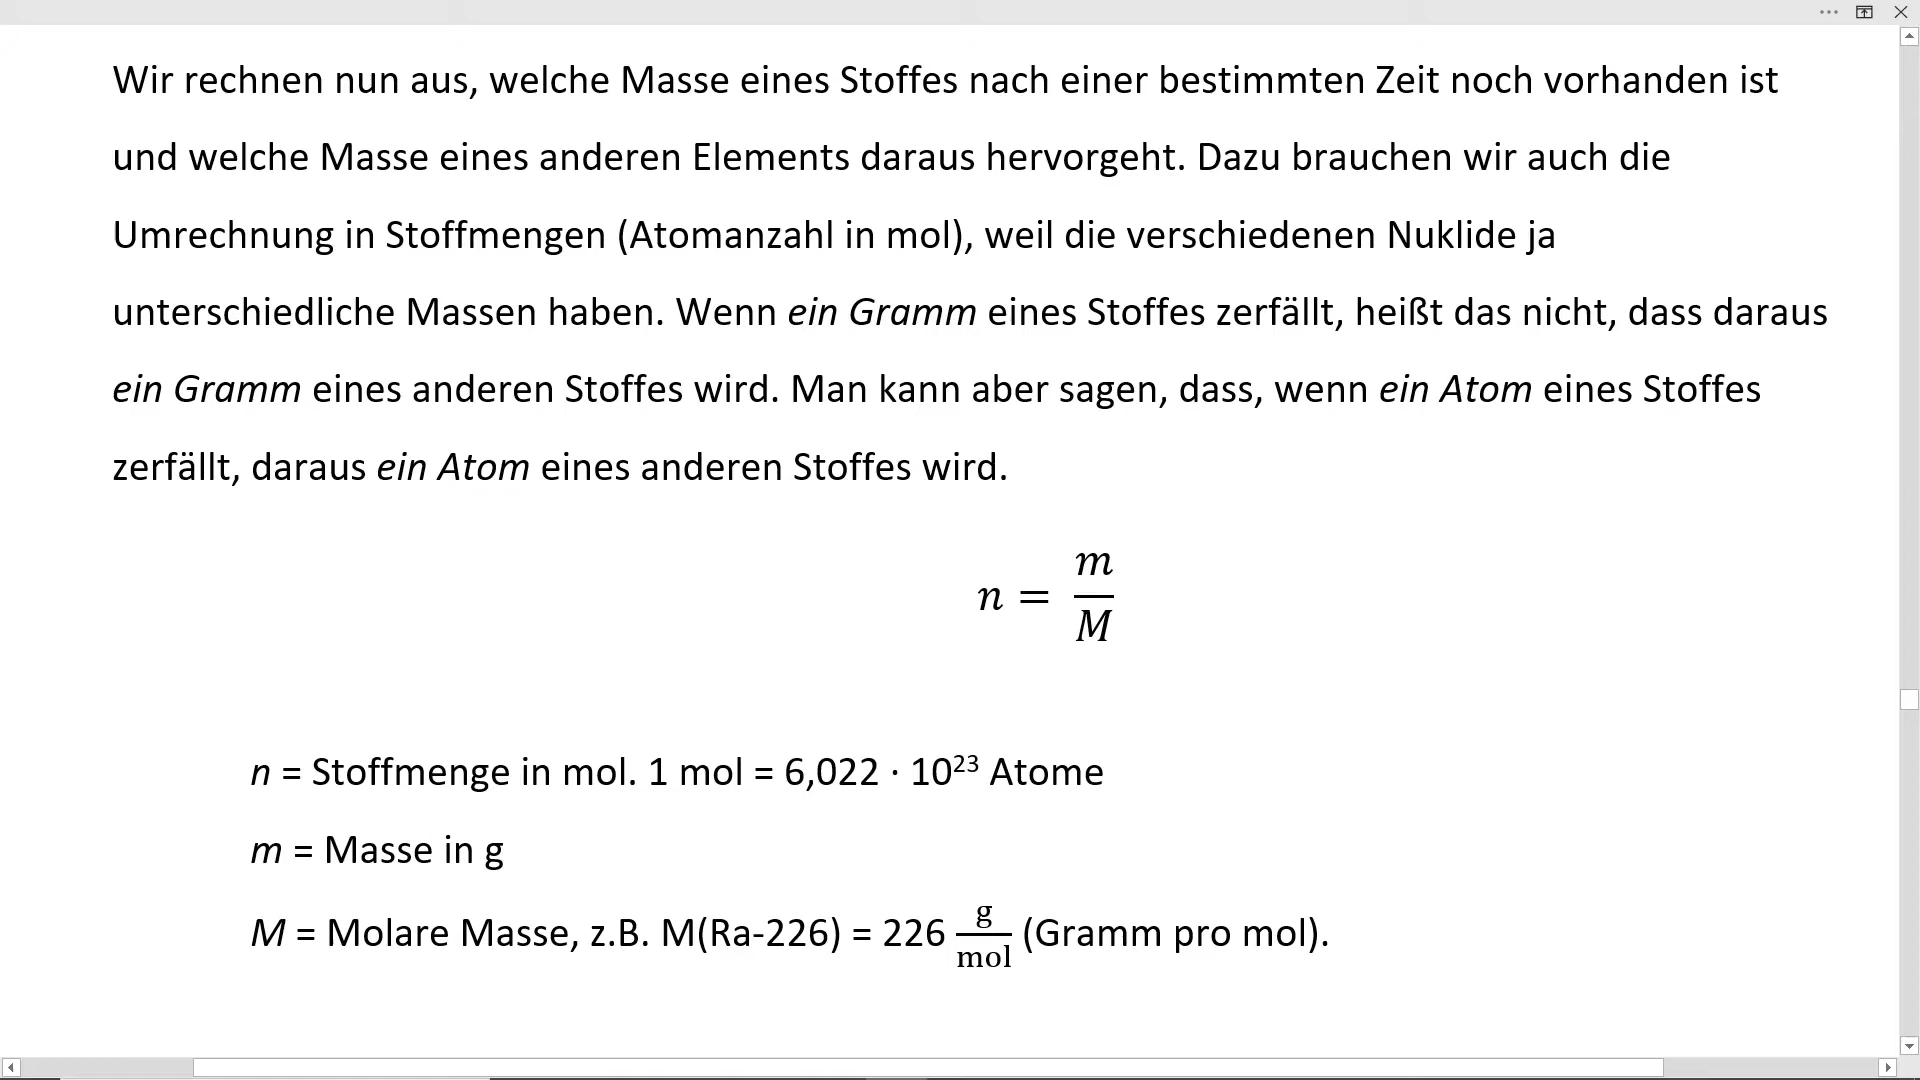 Wir rechnen nun aus, welche Masse eines Stoffes nach einer bestimmten Zeit noch vorhanden ist
und welche Masse eines anderen Elements daraus hervorgeht. Dazu brauchen wir auch die
Umrechnung in Stoffmengen (Atomanzahl in mol), weil die verschiedenen Nuklide ja
unterschiedliche Massen haben. Wenn ein Gramm eines Stoffes zerfällt, heißt das nicht, dass daraus
ein Gramm eines anderen Stoffes wird. Man kann aber sagen, dass, wenn ein Atom eines Stoffes
zerfällt, daraus ein Atom eines anderen Stoffes wird.
n = m/M
n = Stoffmenge in mol. 1 mol = 6,022 · 10²³ Atome
m = Masse in g
M = Molare Masse, z.B. M(Ra-226) = 226 g/mol (Gramm pro mol).